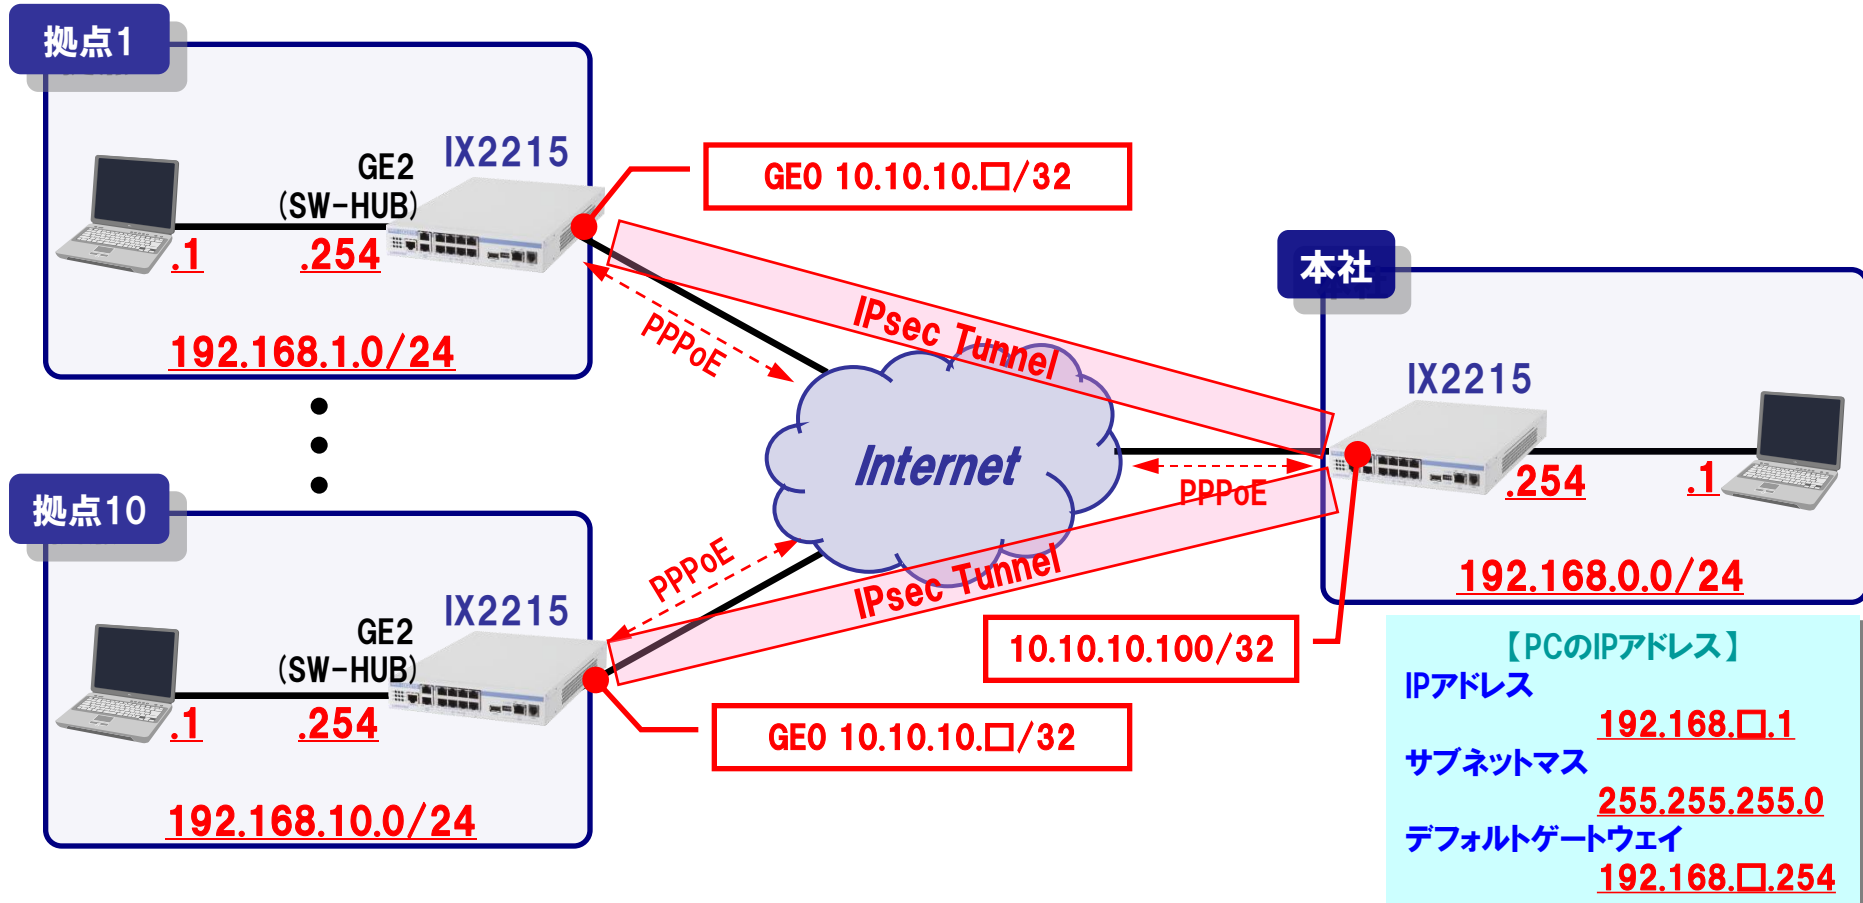 拠点1
IX2215
GE2
(SW-HUB)
.1
.254
192.168.1.0/24
GE0 10.10.10.□/32
PPPoE
IPsec Tunnel
本社
IX2215
.254
.1
192.168.0.0/24
Internet
PPPoE
拠点10
IX2215
GE2
(SW-HUB)
.1
.254
192.168.10.0/24
PPPoE
IPsec Tunnel
10.10.10.100/32
GE0 10.10.10.□/32
【PCのIPアドレス】
IPアドレス
192.168.□.1
サブネットマス
255.255.255.0
デフォルトゲートウェイ
192.168.□.254